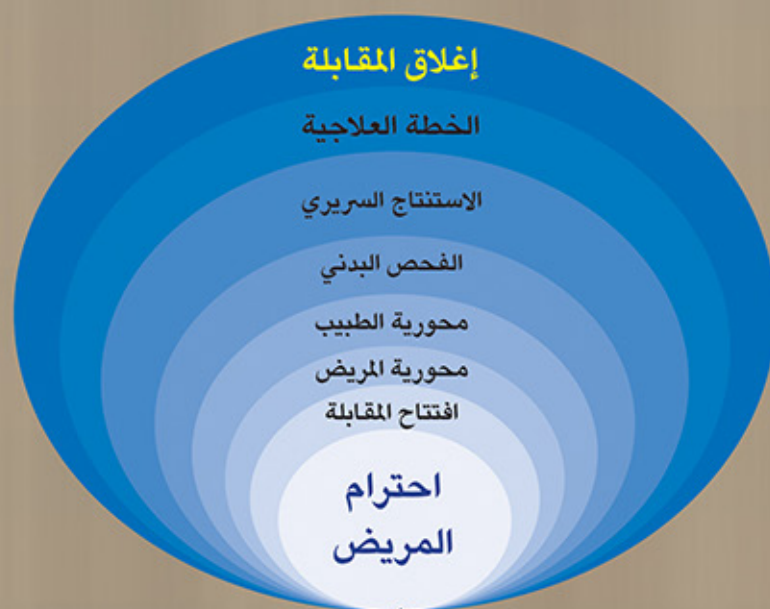 إغلاق المقابلة
الخطة العلاجية
الاستنتاج السريري
الفحص البدني
محورية الطبيب
محورية المريض
افتتاح المقابلة
احترام
المريض